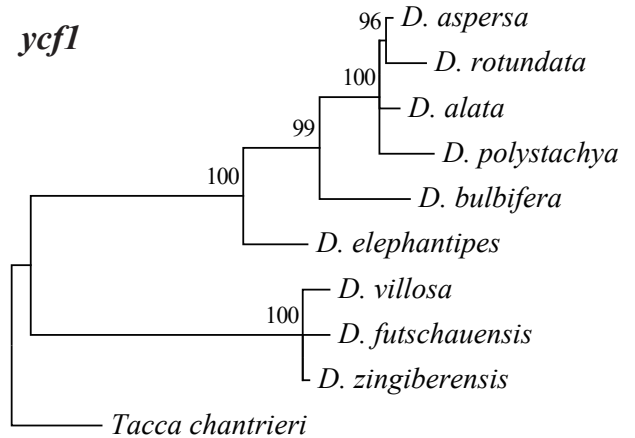 ycf1
96
D. aspersa
D. rotundata
100
D. alata
99
D. polystachya
100
D. bulbifera
D. elephantipes
D. villosa
100
D. futschauensis
D. zingiberensis
Tacca chantrieri